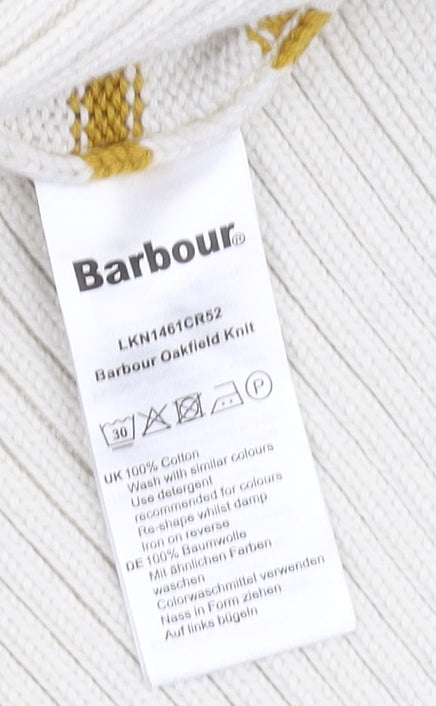 Barbour®
LKN1461CR52
Barbour Oakfield Knit
30 P
UK 100% Cotton
Wash with similar colours
Use detergent
recommended for colours
Re-shape whilst damp
Iron on reverse
DE 100% Baumwolle
Mit ähnlichen Farben
waschen
Colorwaschmittel verwenden
Nass in Form ziehen
Auf links bügeln